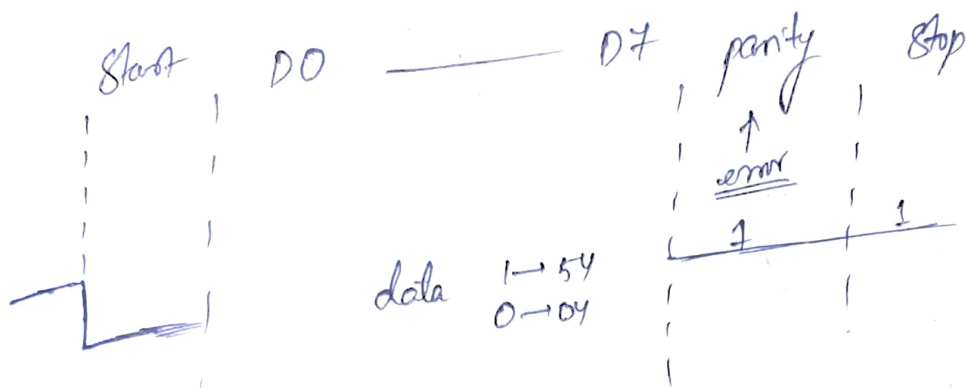 Start D0 D7 parity Stop
error
1 1
data 1→5V
0→0V